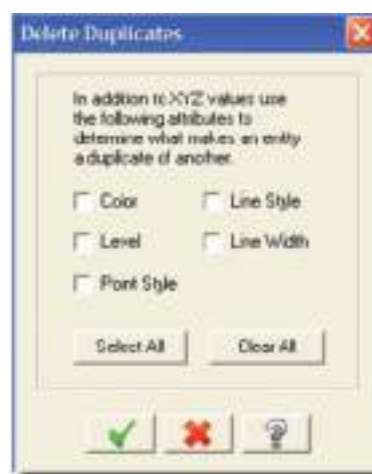 Delete Duplicates
In addition to XYZ values use
the following attributes to
determine what makes an entity
a duplicate of another.
Color
Line Style
Level
Line Width
Point Style
Select All
Clear All